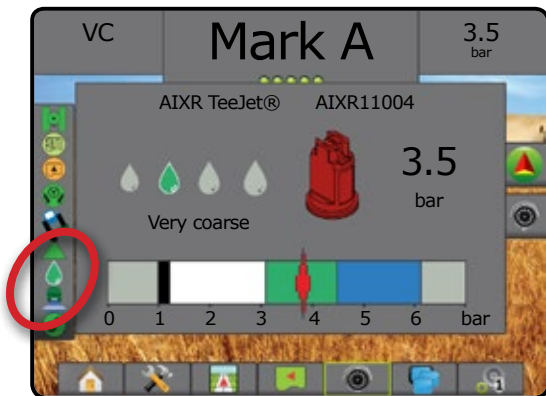 VC
Mark A
3.5
bar
AIXR TeeJet® AIXR11004
3.5
bar
Very coarse
0 1 2 3 4 5 6 bar
1